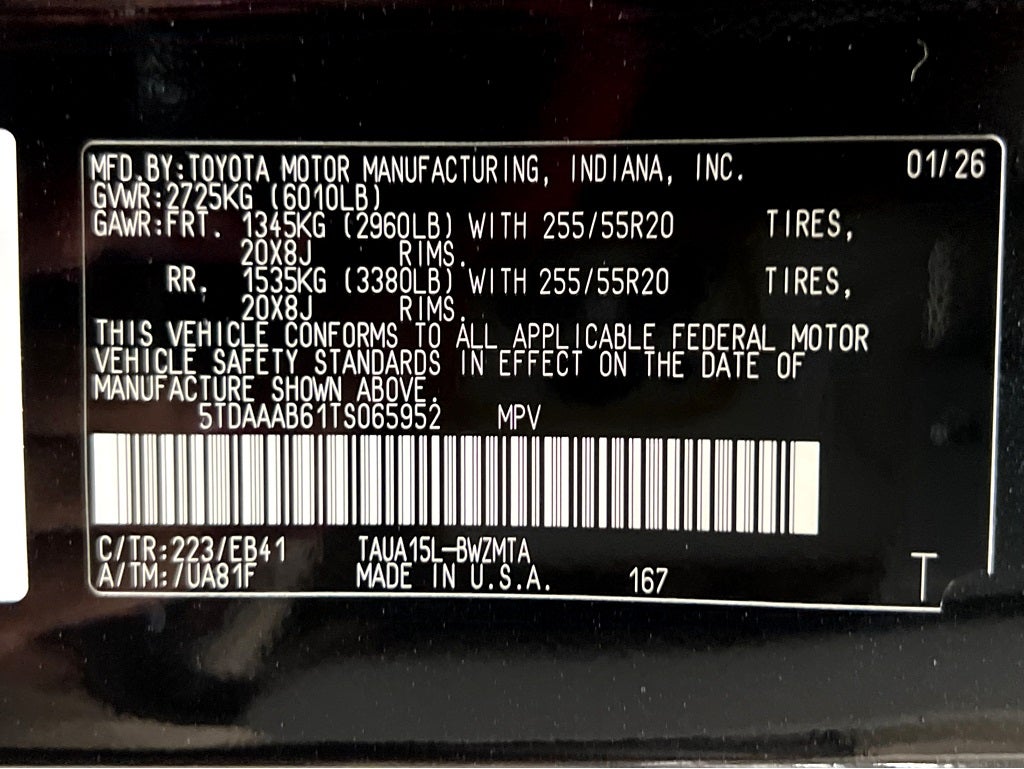 MFD.BY:TOYOTA MOTOR MANUFACTURING, INDIANA, INC. 01/26
GVWR:2725KG (6010LB)
GAWR:FRT. 1345KG (2960LB) WITH 255/55R20 TIRES,
20X8J RIMS.
RR. 1535KG (3380LB) WITH 255/55R20 TIRES,
20X8J RIMS.
THIS VEHICLE CONFORMS TO ALL APPLICABLE FEDERAL MOTOR
VEHICLE SAFETY STANDARDS IN EFFECT ON THE DATE OF
MANUFACTURE SHOWN ABOVE.
5TDAAAB61TS065952 MPV
C/TR:223/EB41 TAUA15L-BWZMTA
A/TM:/UA81F MADE IN U.S.A. 167 T